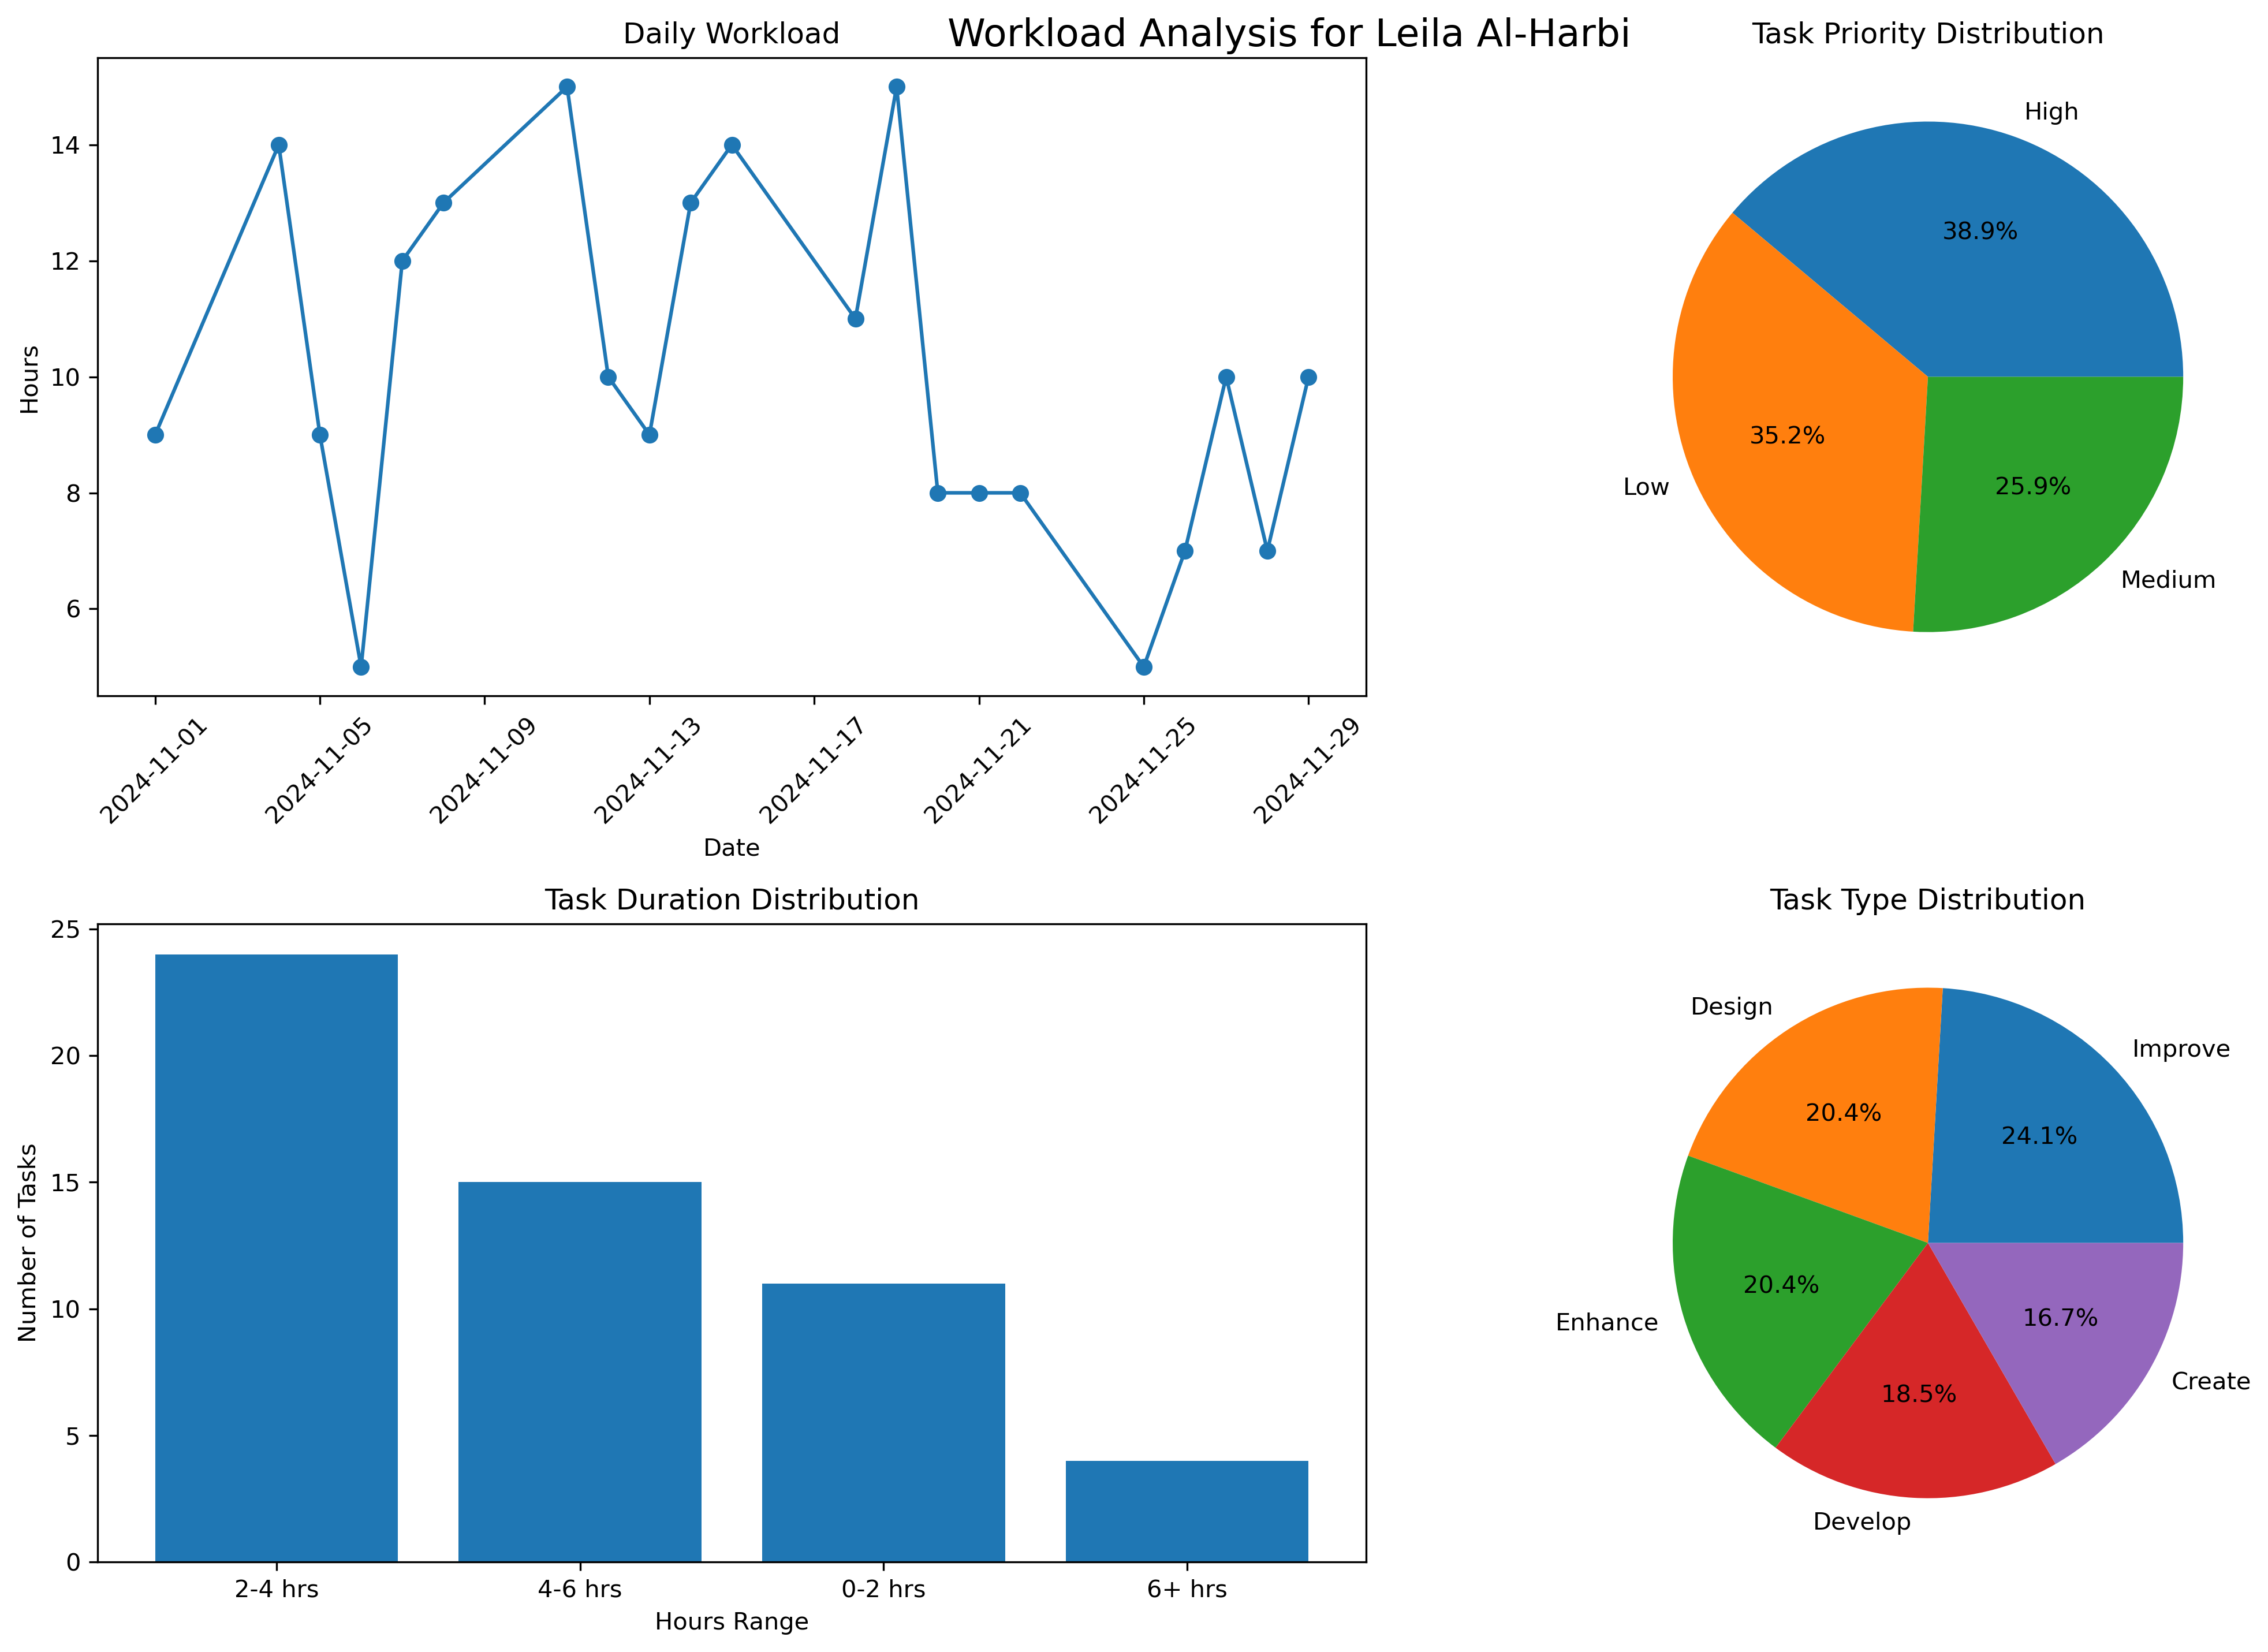 Workload Analysis for Leila Al-Harbi
Daily Workload
Hours
14
12
10
8
6
2024-11-01
2024-11-05
2024-11-09
2024-11-13
2024-11-17
2024-11-21
2024-11-25
2024-11-29
Date
Task Priority Distribution
High
38.9%
35.2%
Low
25.9%
Medium
Task Duration Distribution
Number of Tasks
25
20
15
10
5
0
2-4 hrs
4-6 hrs
0-2 hrs
6+ hrs
Hours Range
Task Type Distribution
Design
Improve
20.4%
24.1%
20.4%
Enhance
16.7%
Create
18.5%
Develop